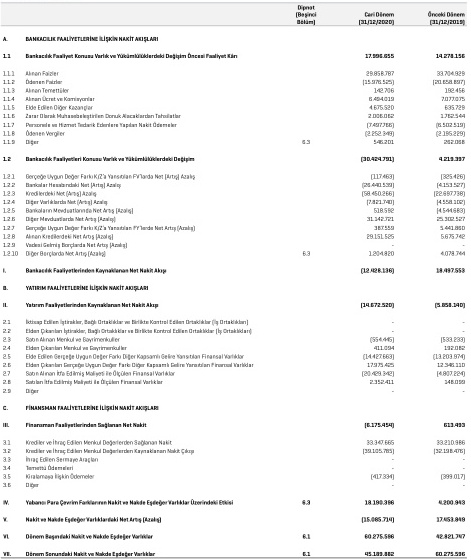 Dipnot
(Beşinci Bölüm)
Cari Dönem
(31/12/2020)
Önceki Dönem
(31/12/2019)
A. BANKACILIK FAALİYETLERİNE İLİŞKİN NAKİT AKIŞLARI
1.1 Bankacılık Faaliyet Konusu Varlık ve Yükümlülüklerdeki Değişim Öncesi Faaliyet Kârı 17.996.655 14.278.156
1.1.1 Alınan Faizler 29.858.787 33.704.929
1.1.2 Ödenen Faizler (15.976.525) (20.658.897)
1.1.3 Alınan Temettüler 142.706 192.456
1.1.4 Alınan Ücret ve Komisyonlar 6.494.019 7.077.075
1.1.5 Elde Edilen Diğer Kazançlar 4.675.520 635.729
1.1.6 Zarar Olarak Muhasebeleştirilen Donuk Alacaklardan Tahsilatlar 2.006.062 1.762.544
1.1.7 Personele ve Hizmet Tedarik Edenlere Yapılan Nakit Ödemeler (7.497.766) (6.502.519)
1.1.8 Ödenen Vergiler (2.252.349) (2.195.229)
1.1.9 Diğer 6.3 546.201 262.068
1.2 Bankacılık Faaliyetleri Konusu Varlık ve Yükümlülüklerdeki Değişim (30.424.791) 4.219.397
1.2.1 Gerçeğe Uygun Değer Farkı K/Z'a Yansıtılan FV'larda Net (Artış) Azalış (117.463) (325.426)
1.2.2 Bankalar Hesabındaki Net (Artış) Azalış (26.440.539) (4.153.527)
1.2.3 Kredilerdeki Net (Artış) Azalış (58.450.266) (22.697.738)
1.2.4 Diğer Varlıklarda Net (Artış) Azalış (7.821.740) (4.558.102)
1.2.5 Bankaların Mevduatlarında Net Artış (Azalış) 518.592 (4.544.683)
1.2.6 Diğer Mevduatlarda Net Artış (Azalış) 31.142.721 25.302.527
1.2.7 Gerçeğe Uygun Değer Farkı K/Z'a Yansıtılan FY'lerde Net Artış (Azalış) 387.559 5.441.860
1.2.8 Alınan Kredilerdeki Net Artış (Azalış) 29.151.525 5.675.742
1.2.9 Vadesi Gelmiş Borçlarda Net Artış (Azalış) - -
1.2.10 Diğer Borçlarda Net Artış (Azalış) 6.3 1.204.820 4.078.744
I. Bankacılık Faaliyetlerinden Kaynaklanan Net Nakit Akışı (12.428.136) 18.497.553
B. YATIRIM FAALİYETLERİNE İLİŞKİN NAKİT AKIŞLARI
II. Yatırım Faaliyetlerinden Kaynaklanan Net Nakit Akışı (14.672.520) (5.858.140)
2.1 İktisap Edilen İştirakler, Bağlı Ortaklıklar ve Birlikte Kontrol Edilen Ortaklıklar (İş Ortaklıkları) - -
2.2 Elden Çıkarılan İştirakler, Bağlı Ortaklıklar ve Birlikte Kontrol Edilen Ortaklıklar (İş Ortaklıkları) - -
2.3 Satın Alınan Menkul ve Gayrimenkuller (554.445) (533.233)
2.4 Elden Çıkarılan Menkul ve Gayrimenkuller 411.094 192.082
2.5 Elde Edilen Gerçeğe Uygun Değer Farkı Diğer Kapsamlı Gelire Yansıtılan Finansal Varlıklar (14.427.663) (13.203.974)
2.6 Elden Çıkarılan Gerçeğe Uygun Değer Farkı Diğer Kapsamlı Gelire Yansıtılan Finansal Varlıklar 17.975.425 12.346.110
2.7 Satın Alınan İtfa Edilmiş Maliyeti ile Ölçülen Finansal Varlıklar (20.429.342) (4.807.224)
2.8 Satılan İtfa Edilmiş Maliyeti ile Ölçülen Finansal Varlıklar 2.352.411 148.099
2.9 Diğer - -
C. FİNANSMAN FAALİYETLERİNE İLİŞKİN NAKİT AKIŞLARI
III. Finansman Faaliyetlerinden Sağlanan Net Nakit (6.175.454) 613.493
3.1 Krediler ve İhraç Edilen Menkul Değerlerden Sağlanan Nakit 33.347.665 33.210.986
3.2 Krediler ve İhraç Edilen Menkul Değerlerden Kaynaklanan Nakit Çıkışı (39.105.785) (32.198.476)
3.3 İhraç Edilen Sermaye Araçları - -
3.4 Temettü Ödemeleri - -
3.5 Kiralamaya İlişkin Ödemeler (417.334) (399.017)
3.6 Diğer - -
IV. Yabancı Para Çevrim Farklarının Nakit ve Nakde Eşdeğer Varlıklar Üzerindeki Etkisi 6.3 18.190.396 4.200.943
V. Nakit ve Nakde Eşdeğer Varlıklardaki Net Artış (Azalış) (15.085.714) 17.453.849
VI. Dönem Başındaki Nakit ve Nakde Eşdeğer Varlıklar 6.1 60.275.596 42.821.747
VII. Dönem Sonundaki Nakit ve Nakde Eşdeğer Varlıklar 6.1 45.189.882 60.275.596